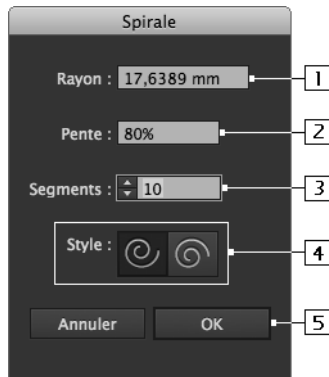 Spirale
Rayon : 17,6389 mm 1
Pente : 80% 2
Segments : 10 3
Style : 4
Annuler OK 5